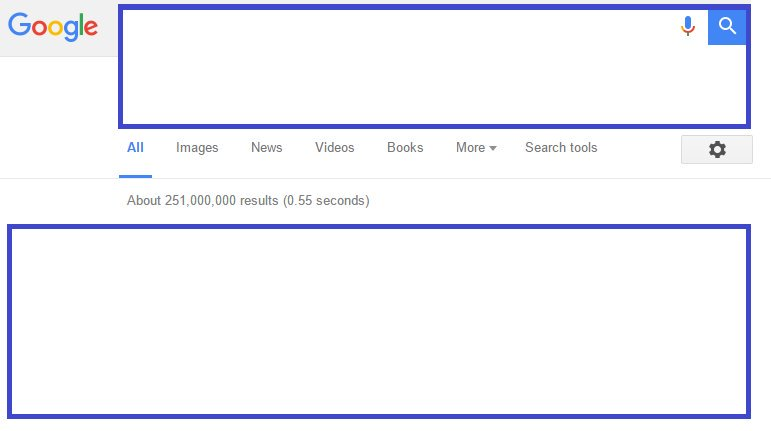 Google
All Images News Videos Books More Search tools
About 251,000,000 results (0.55 seconds)